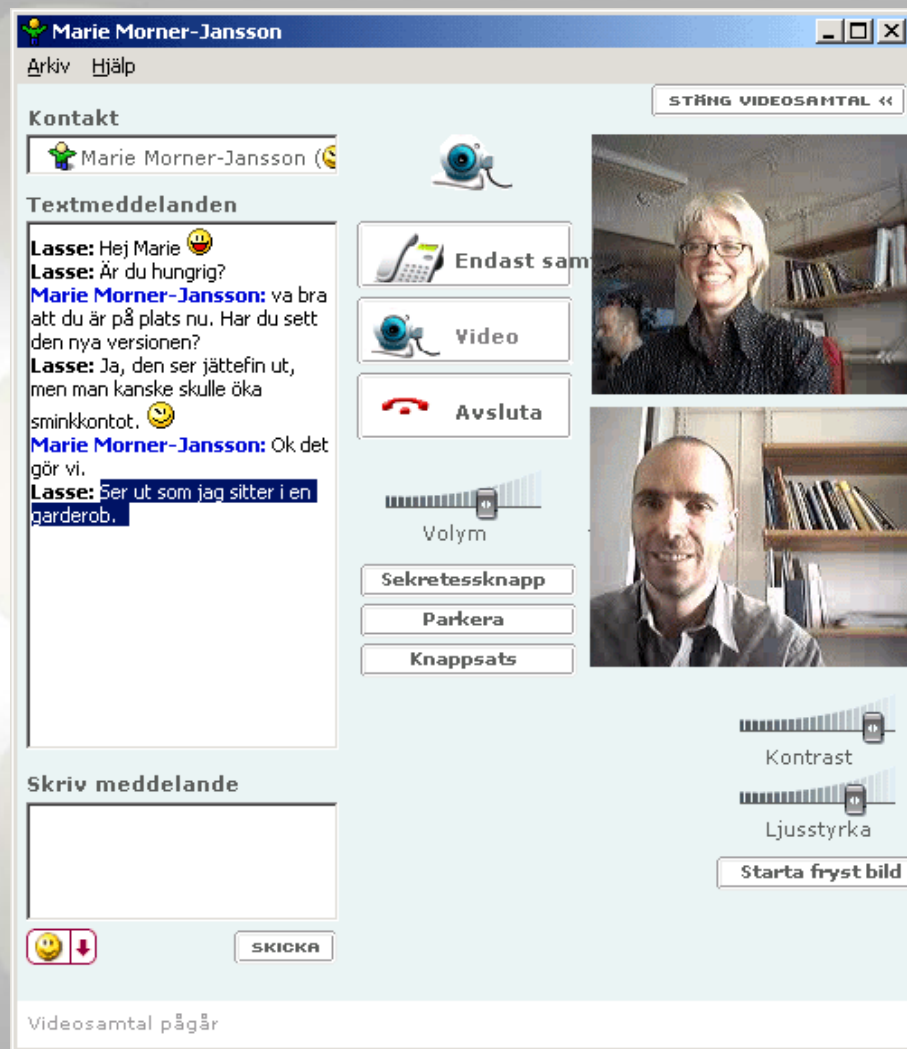 Marie Morner-Jansson
Arkiv Hjälp
STÄNG VIDEOSAMTAL <<
Kontakt
Marie Morner-Jansson (
Textmeddelanden
Lasse: Hej Marie
Lasse: Är du hungrig?
Marie Morner-Jansson: va bra
att du är på plats nu. Har du sett
den nya versionen?
Lasse: Ja, den ser jättefin ut,
men man kanske skulle öka
sminkkontot.
Marie Morner-Jansson: Ok det
gör vi.
Lasse: Ser ut som jag sitter i en
garderob.
Endast sam
Video
Avsluta
Volym
Sekretessknapp
Parkera
Knappsats
Kontrast
Ljusstyrka
Starta fryst bild
Skriv meddelande
SKICKA
Videosamtal pågår